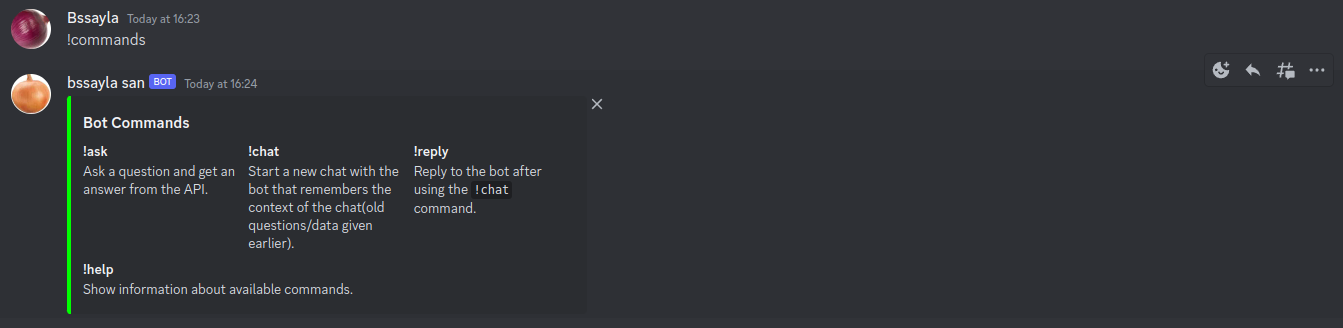 Bssayla Today at 16:23
!commands
bssayla san BOT Today at 16:24
Bot Commands
!ask
Ask a question and get an
answer from the API.
!chat
Start a new chat with the
bot that remembers the
context of the chat(old
questions/data given
earlier).
!reply
Reply to the bot after
using the !chat
command.
!help
Show information about available commands.